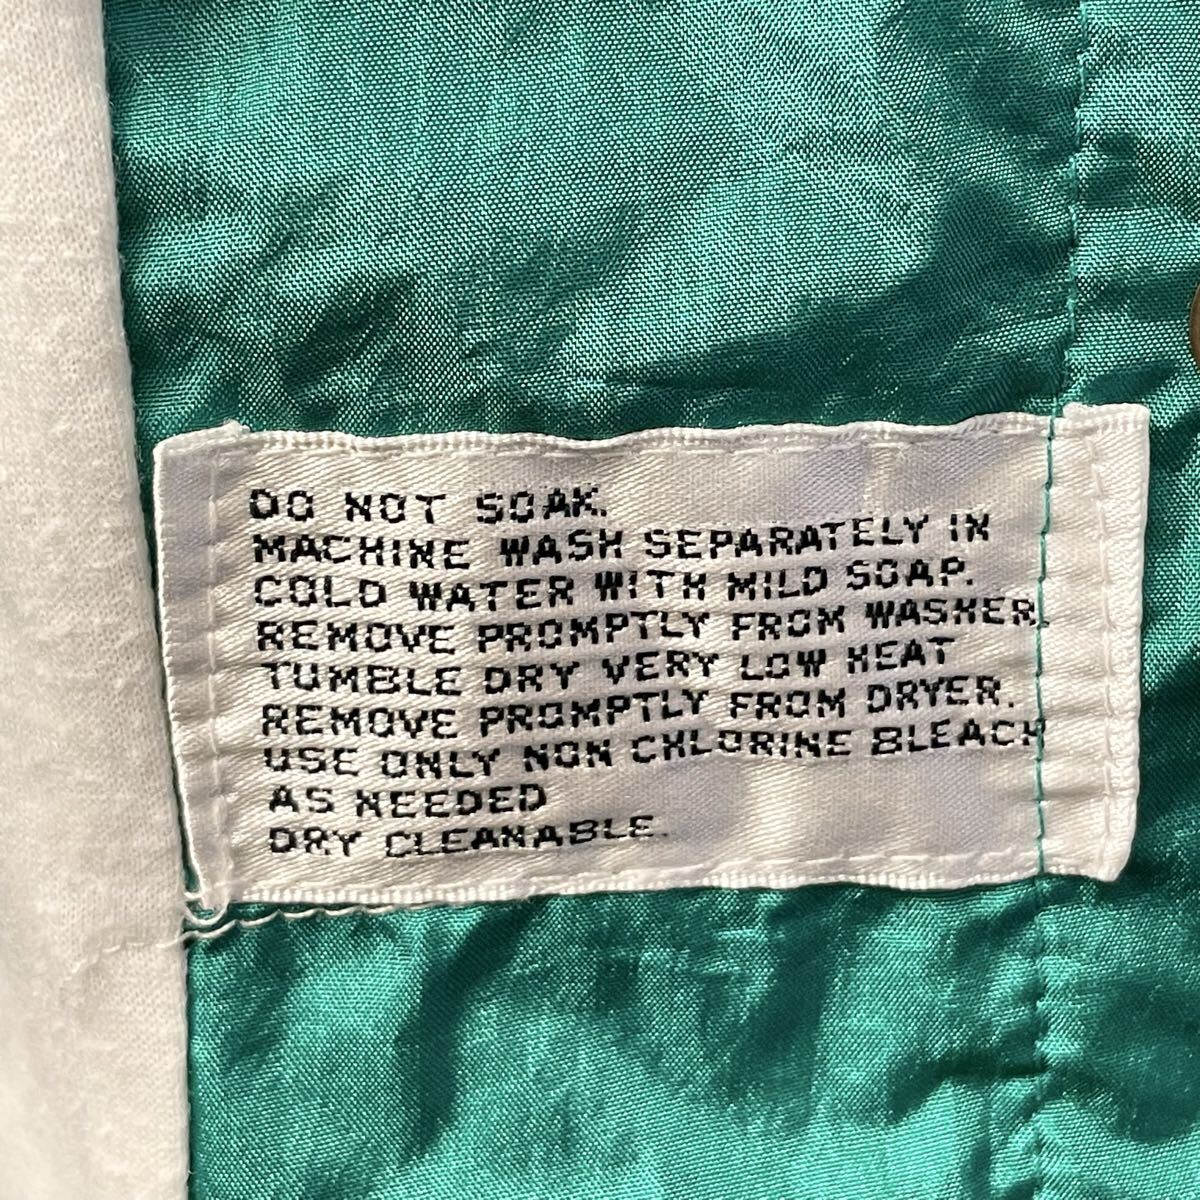 DO NOT SOAK.
MACHINE WASH SEPARATELY IN
COLD WATER WITH MILD SOAP.
REMOVE PROMPTLY FROM WASHER.
TUMBLE DRY VERY LOW HEAT
REMOVE PROMPTLY FROM DRYER.
USE ONLY NON CHLORINE BLEACH
AS NEEDED
DRY CLEANABLE.